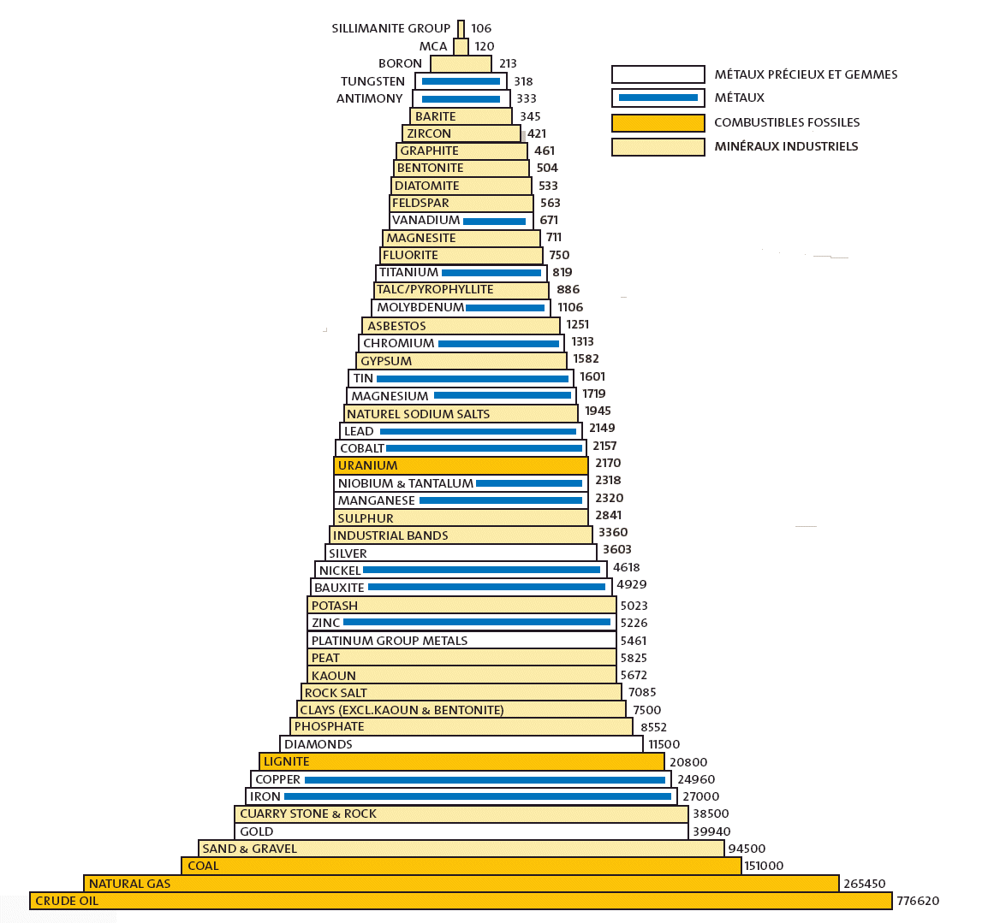 SILLIMANITE GROUP 106
MCA 120
BORON 213
TUNGSTEN 318
ANTIMONY 333
BARITE 345
ZIRCON 421
GRAPHITE 461
BENTONITE 504
DIATOMITE 533
FELDSPAR 563
VANADIUM 671
MAGNESITE 711
FLUORITE 750
TITANIUM 819
TALC/PYROPHYLLITE 886
MOLYBDENUM 1106
ASBESTOS 1251
CHROMIUM 1313
GYPSUM 1582
TIN 1601
MAGNESIUM 1719
NATUREL SODIUM SALTS 1945
LEAD 2149
COBALT 2157
URANIUM 2170
NIOBIUM & TANTALUM 2318
MANGANESE 2320
SULPHUR 2841
INDUSTRIAL BANDS 3360
SILVER 3603
NICKEL 4618
BAUXITE 4929
POTASH 5023
ZINC 5226
PLATINUM GROUP METALS 5461
PEAT 5825
KAOUN 5672
ROCK SALT 7085
CLAYS (EXCL.KAOUN & BENTONITE) 7500
PHOSPHATE 8552
DIAMONDS 11500
LIGNITE 20800
COPPER 24960
IRON 27000
CUARRY STONE & ROCK 38500
GOLD 39940
SAND & GRAVEL 94500
COAL 151000
NATURAL GAS 265450
CRUDE OIL 776620
MÉTAUX PRÉCIEUX ET GEMMES
MÉTAUX
COMBUSTIBLES FOSSILES
MINÉRAUX INDUSTRIELS